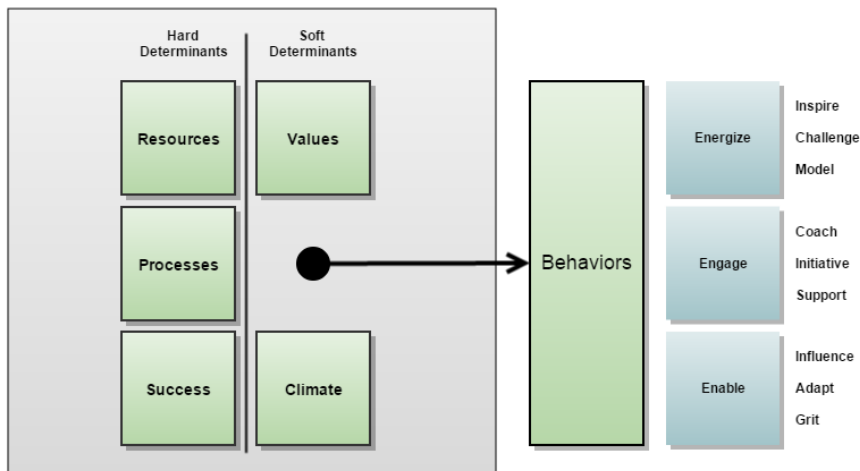 Hard
Determinants
Soft
Determinants
Resources
Values
Processes
Success
Climate
Behaviors
Energize
Inspire
Challenge
Model
Engage
Coach
Initiative
Support
Enable
Influence
Adapt
Grit